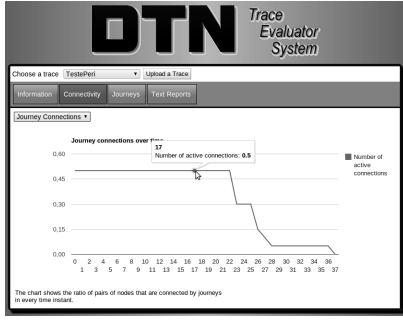 DTN
Trace
Evaluator
System
Choose a trace TestePeri Upload a Trace
Information Connectivity Journeys Text Reports
Journey Connections
Journey connections over time
17
Number of active connections: 0.5
Number of
active
connections
0,60
0,45
0,30
0,15
0,00
0 2 4 6 8 10 12 14 16 18 20 22 24 26 28 30 32 34 36
1 3 5 7 9 11 13 15 17 19 21 23 25 27 29 31 33 35 37
The chart shows the ratio of pairs of nodes that are connected by journeys
in every time instant.